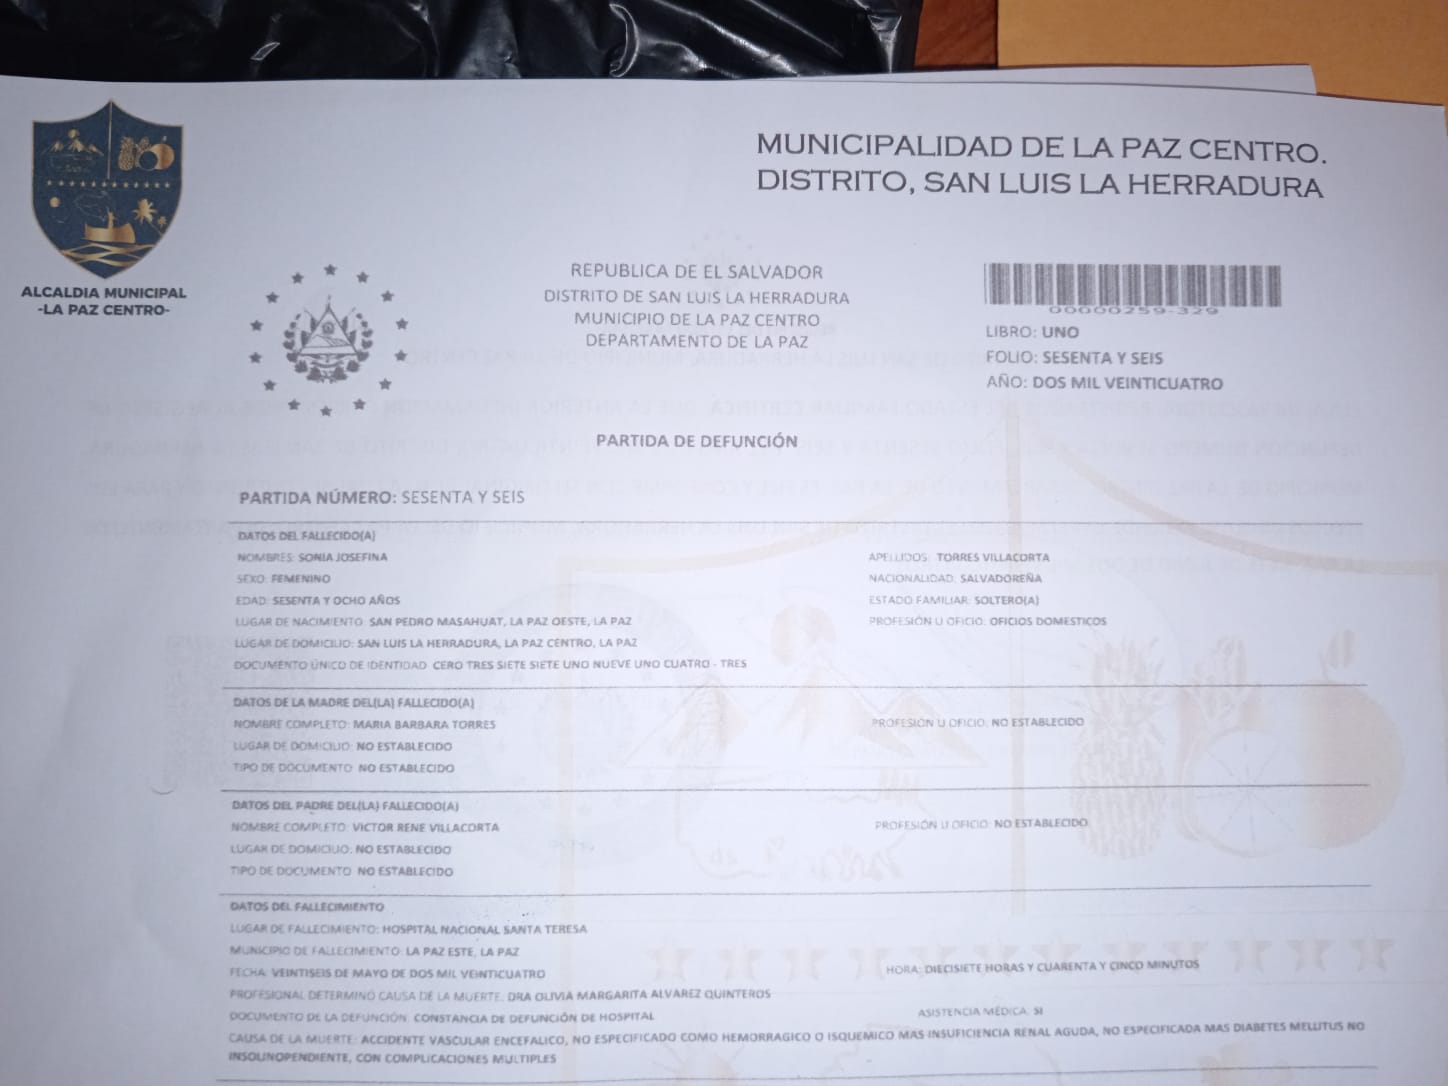 MUNICIPALIDAD DE LA PAZ CENTRO.
DISTRITO, SAN LUIS LA HERRADURA
ALCALDIA MUNICIPAL
-LA PAZ CENTRO-
REPUBLICA DE EL SALVADOR
DISTRITO DE SAN LUIS LA HERRADURA
MUNICIPIO DE LA PAZ CENTRO
DEPARTAMENTO DE LA PAZ
00000259-329
LIBRO: UNO
FOLIO: SESENTA Y SEIS
AÑO: DOS MIL VEINTICUATRO
PARTIDA DE DEFUNCIÓN
PARTIDA NÚMERO: SESENTA Y SEIS
DATOS DEL FALLECIDO(A)
NOMBRES: SONIA JOSEFINA APELLIDOS: TORRES VILLACORTA
SEXO: FEMENINO NACIONALIDAD: SALVADOREÑA
EDAD: SESENTA Y OCHO AÑOS ESTADO FAMILIAR: SOLTERO(A)
LUGAR DE NACIMIENTO: SAN PEDRO MASAHUAT, LA PAZ OESTE, LA PAZ PROFESIÓN U OFICIO: OFICIOS DOMESTICOS
LUGAR DE DOMICILIO: SAN LUIS LA HERRADURA, LA PAZ CENTRO, LA PAZ
DOCUMENTO ÚNICO DE IDENTIDAD: CERO TRES SIETE SIETE UNO NUEVE UNO CUATRO - TRES
DATOS DE LA MADRE DEL(LA) FALLECIDO(A)
NOMBRE COMPLETO: MARIA BARBARA TORRES PROFESIÓN U OFICIO: NO ESTABLECIDO
LUGAR DE DOMICILIO: NO ESTABLECIDO
TIPO DE DOCUMENTO: NO ESTABLECIDO
DATOS DEL PADRE DEL(LA) FALLECIDO(A)
NOMBRE COMPLETO: VICTOR RENE VILLACORTA PROFESIÓN U OFICIO: NO ESTABLECIDO
LUGAR DE DOMICILIO: NO ESTABLECIDO
TIPO DE DOCUMENTO: NO ESTABLECIDO
DATOS DEL FALLECIMIENTO
LUGAR DE FALLECIMIENTO: HOSPITAL NACIONAL SANTA TERESA
MUNICIPIO DE FALLECIMIENTO: LA PAZ ESTE, LA PAZ
FECHA: VEINTISEIS DE MAYO DE DOS MIL VEINTICUATRO HORA: DIECISIETE HORAS Y CUARENTA Y CINCO MINUTOS
PROFESIONAL DETERMINÓ CAUSA DE LA MUERTE: DRA OLIVIA MARGARITA ALVAREZ QUINTEROS
DOCUMENTO DE LA DEFUNCIÓN: CONSTANCIA DE DEFUNCIÓN DE HOSPITAL ASISTENCIA MÉDICA: SI
CAUSA DE LA MUERTE: ACCIDENTE VASCULAR ENCEFALICO, NO ESPECIFICADO COMO HEMORRAGICO O ISQUEMICO MAS INSUFICIENCIA RENAL AGUDA, NO ESPECIFICADA MAS DIABETES MELLITUS NO
INSOLINOPENDIENTE, CON COMPLICACIONES MULTIPLES